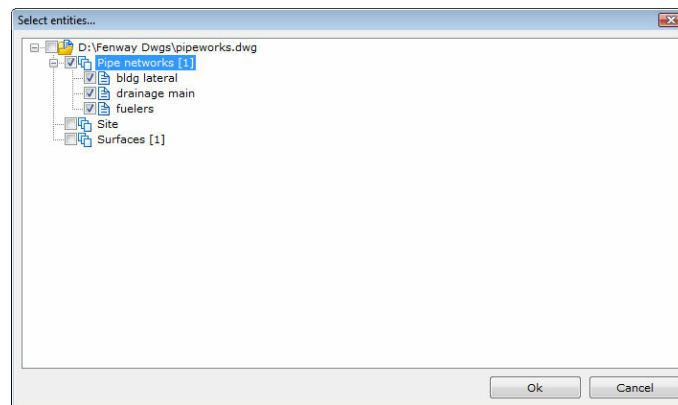 Select entities...
D:\Fenway Dwgs\pipeworks.dwg
Pipe networks [1]
bldg lateral
drainage main
fuelers
Site
Surfaces [1]
Ok Cancel